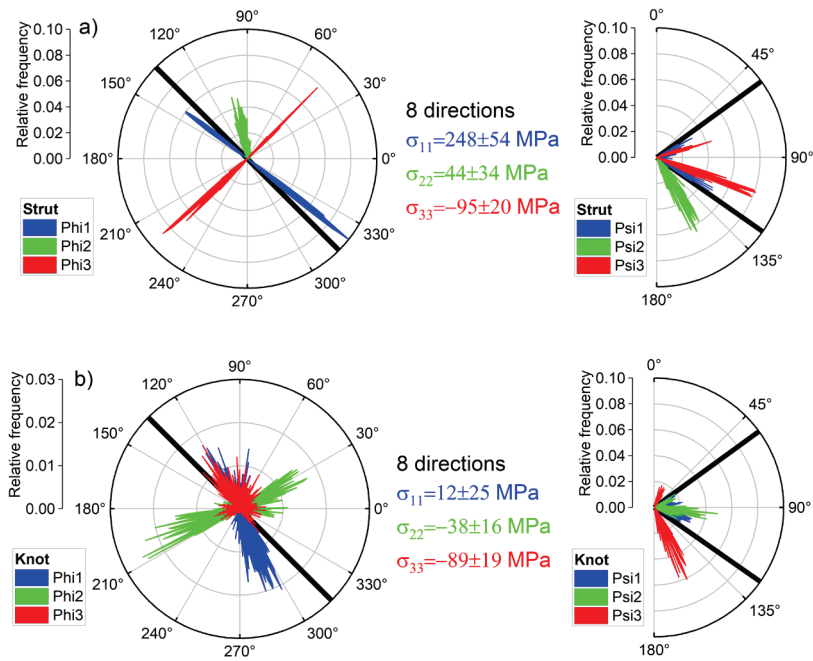 a)
Relative frequency
0.10
0.08
0.06
0.04
0.02
0.00
90°
60°
30°
0°
330°
300°
270°
240°
210°
180°
150°
120°
Strut
Phi1
Phi2
Phi3
8 directions
σ11=248±54 MPa
σ22=44±34 MPa
σ33=−95±20 MPa
Relative frequency
0.10
0.08
0.06
0.04
0.02
0.00
0°
45°
90°
135°
180°
Strut
Psi1
Psi2
Psi3
b)
Relative frequency
0.03
0.02
0.01
0.00
90°
60°
30°
0°
330°
300°
270°
240°
210°
180°
150°
120°
Knot
Phi1
Phi2
Phi3
8 directions
σ11=12±25 MPa
σ22=−38±16 MPa
σ33=−89±19 MPa
Relative frequency
0.10
0.08
0.06
0.04
0.02
0.00
0°
45°
90°
135°
180°
Knot
Psi1
Psi2
Psi3